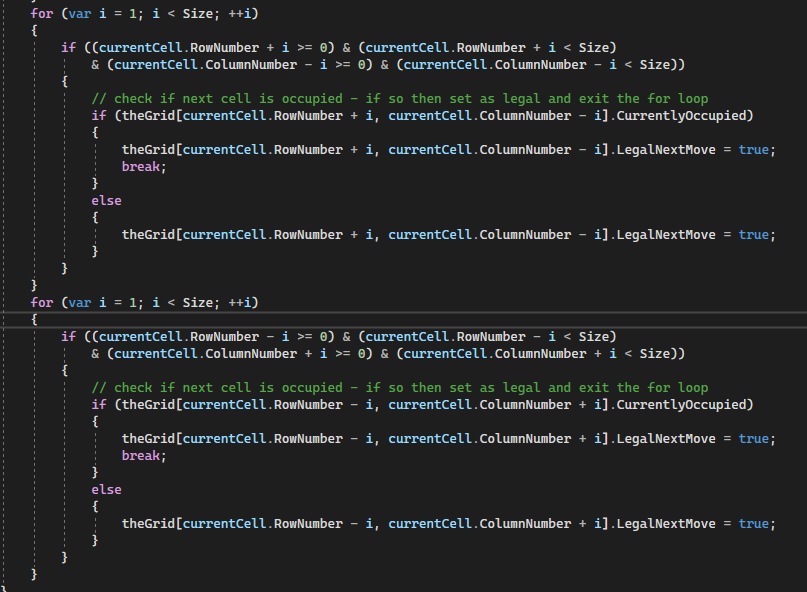 for (var i = 1; i < Size; ++i)
{
if ((currentCell.RowNumber + i >= 0) & (currentCell.RowNumber + i < Size)
& (currentCell.ColumnNumber - i >= 0) & (currentCell.ColumnNumber - i < Size))
{
// check if next cell is occupied - if so then set as legal and exit the for loop
if (theGrid[currentCell.RowNumber + i, currentCell.ColumnNumber - i].CurrentlyOccupied)
{
theGrid[currentCell.RowNumber + i, currentCell.ColumnNumber - i].LegalNextMove = true;
break;
}
else
{
theGrid[currentCell.RowNumber + i, currentCell.ColumnNumber - i].LegalNextMove = true;
}
}
}
for (var i = 1; i < Size; ++i)
{
if ((currentCell.RowNumber - i >= 0) & (currentCell.RowNumber - i < Size)
& (currentCell.ColumnNumber + i >= 0) & (currentCell.ColumnNumber + i < Size))
{
// check if next cell is occupied - if so then set as legal and exit the for loop
if (theGrid[currentCell.RowNumber - i, currentCell.ColumnNumber + i].CurrentlyOccupied)
{
theGrid[currentCell.RowNumber - i, currentCell.ColumnNumber + i].LegalNextMove = true;
break;
}
else
{
theGrid[currentCell.RowNumber - i, currentCell.ColumnNumber + i].LegalNextMove = true;
}
}
}
}